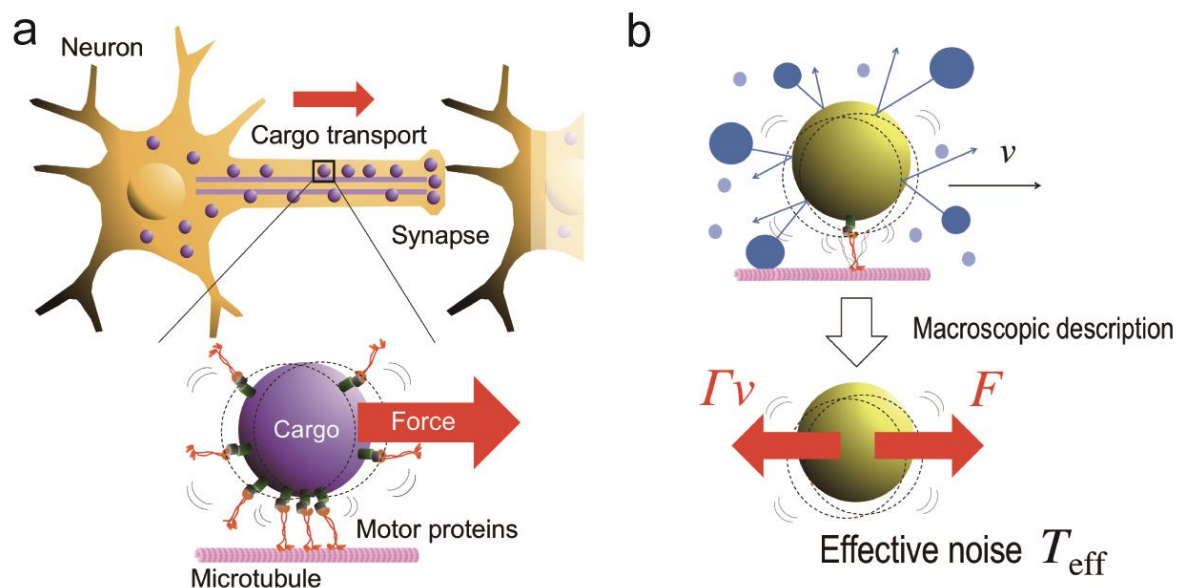 a
Neuron
Cargo transport
Synapse
Cargo
Force
Motor proteins
Microtubule
b
v
Macroscopic description
Γv
F
Effective noise T_eff